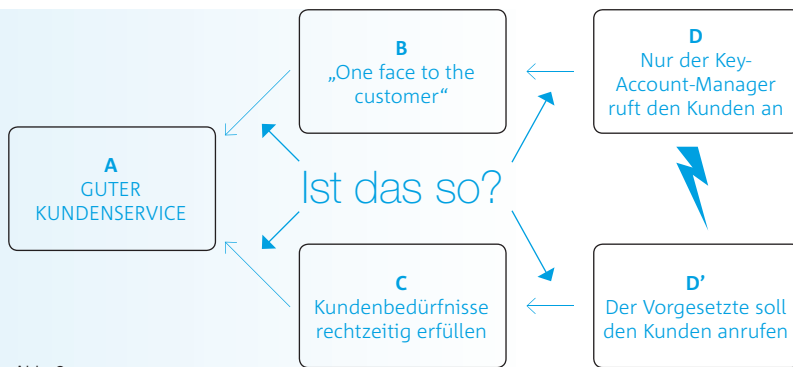 B
„One face to the
customer“
D
Nur der Key-
Account-Manager
ruft den Kunden an
A
GUTER
KUNDENSERVICE
Ist das so?
C
Kundenbedürfnisse
rechtzeitig erfüllen
D’
Der Vorgesetzte soll
den Kunden anrufen